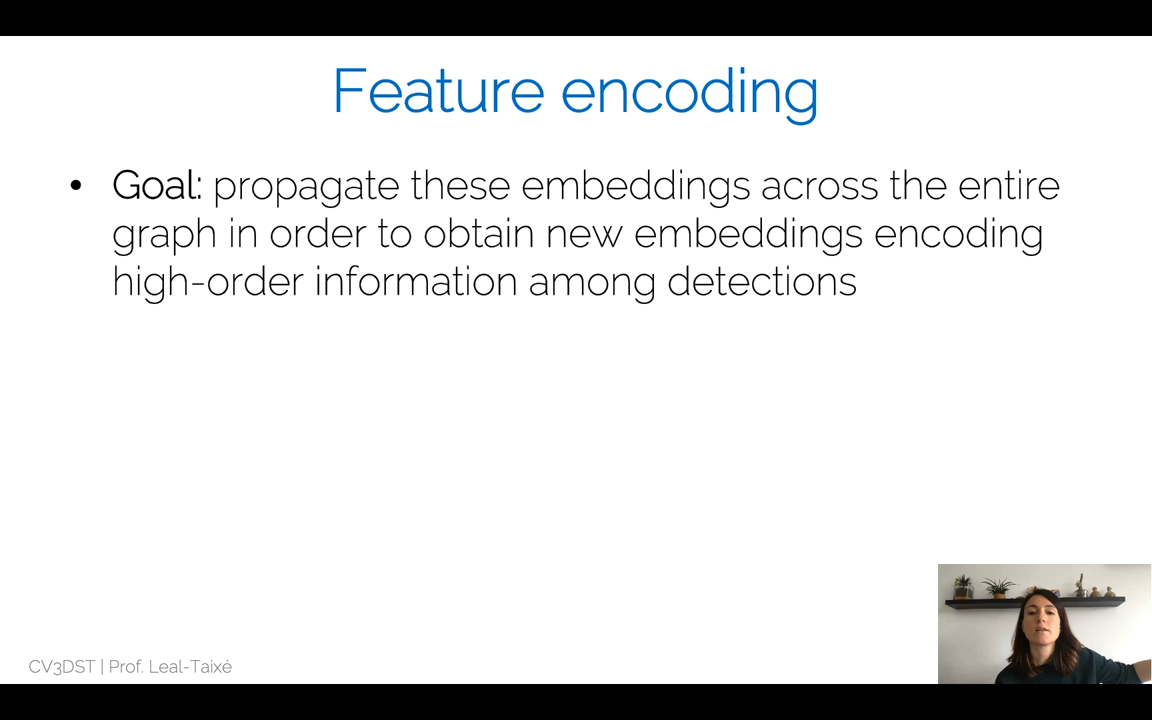 Feature encoding
• Goal: propagate these embeddings across the entire
graph in order to obtain new embeddings encoding
high-order information among detections
CV3DST | Prof. Leal-Taixé